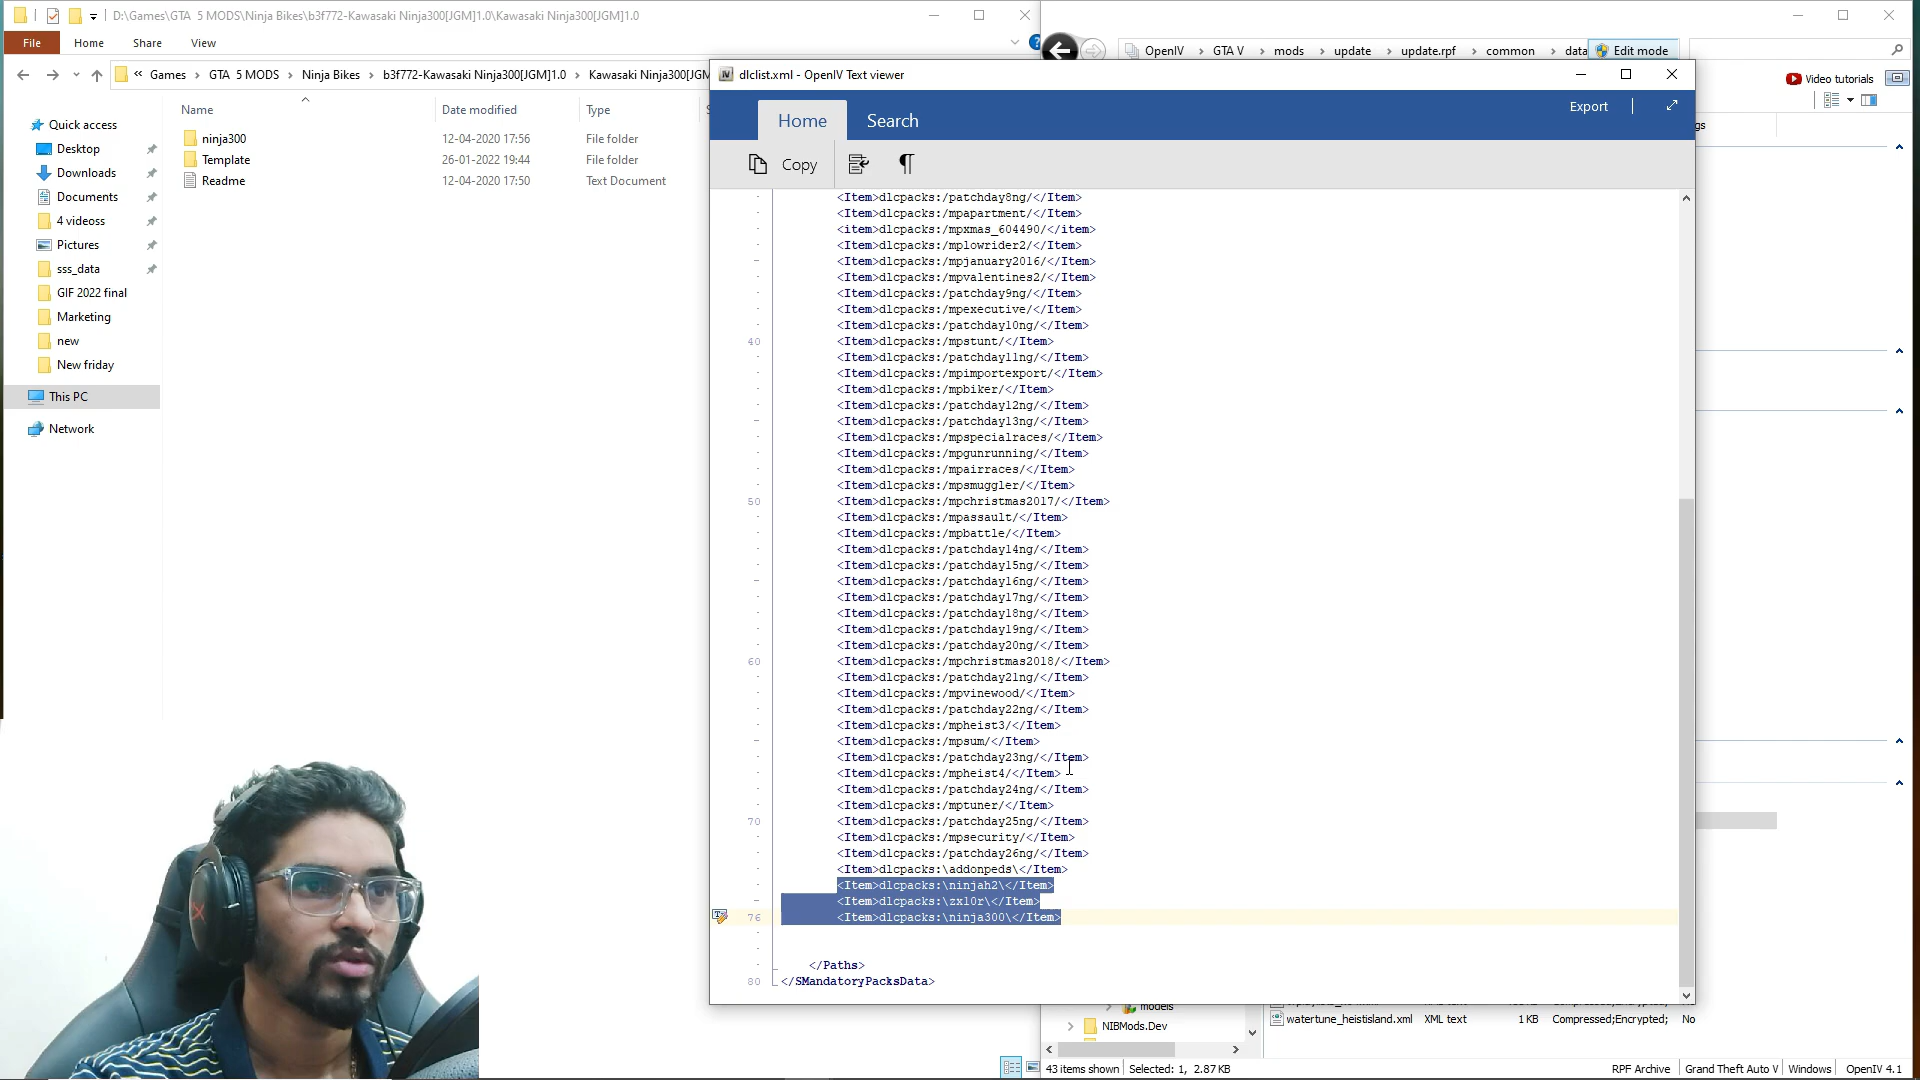 D:\Games\GTA  5 MODS\Ninja Bikes\b3f772-Kawasaki Ninja300[JGM]1.0\Kawasaki Ninja300[JGM]1.0
File Home Share View
« Games > GTA  5 MODS > Ninja Bikes > b3f772-Kawasaki Ninja300[JGM]1.0 > Kawasaki Ninja300[JGM
Name Date modified Type
ninja300 12-04-2020 17:56 File folder
Template 26-01-2022 19:44 File folder
Readme 12-04-2020 17:50 Text Document
Quick access
Desktop
Downloads
Documents
4 videoss
Pictures
sss_data
GIF 2022 final
Marketing
new
New friday
This PC
Network
OpenIV > GTA V > mods > update > update.rpf > common > data
Edit mode
Video tutorials
gs
dlclist.xml - OpenIV Text viewer
Home Search Export
Copy
<Item>dlcpacks:/patchday8ng/</Item>
<Item>dlcpacks:/mpapartment/</Item>
<item>dlcpacks:/mpxmas_604490/</item>
<Item>dlcpacks:/mplowrider2/</Item>
<Item>dlcpacks:/mpjanuary2016/</Item>
<Item>dlcpacks:/mpvalentines2/</Item>
<Item>dlcpacks:/patchday9ng/</Item>
<Item>dlcpacks:/mpexecutive/</Item>
<Item>dlcpacks:/patchday10ng/</Item>
40 <Item>dlcpacks:/mpstunt/</Item>
<Item>dlcpacks:/patchday11ng/</Item>
<Item>dlcpacks:/mpimportexport/</Item>
<Item>dlcpacks:/mpbiker/</Item>
<Item>dlcpacks:/patchday12ng/</Item>
<Item>dlcpacks:/patchday13ng/</Item>
<Item>dlcpacks:/mpspecialraces/</Item>
<Item>dlcpacks:/mpgunrunning/</Item>
<Item>dlcpacks:/mpairraces/</Item>
<Item>dlcpacks:/mpsmuggler/</Item>
50 <Item>dlcpacks:/mpchristmas2017/</Item>
<Item>dlcpacks:/mpassault/</Item>
<Item>dlcpacks:/mpbattle/</Item>
<Item>dlcpacks:/patchday14ng/</Item>
<Item>dlcpacks:/patchday15ng/</Item>
<Item>dlcpacks:/patchday16ng/</Item>
<Item>dlcpacks:/patchday17ng/</Item>
<Item>dlcpacks:/patchday18ng/</Item>
<Item>dlcpacks:/patchday19ng/</Item>
<Item>dlcpacks:/patchday20ng/</Item>
60 <Item>dlcpacks:/mpchristmas2018/</Item>
<Item>dlcpacks:/patchday21ng/</Item>
<Item>dlcpacks:/mpvinewood/</Item>
<Item>dlcpacks:/patchday22ng/</Item>
<Item>dlcpacks:/mpheist3/</Item>
<Item>dlcpacks:/mpsum/</Item>
<Item>dlcpacks:/patchday23ng/</Item>
<Item>dlcpacks:/mpheist4/</Item>
<Item>dlcpacks:/patchday24ng/</Item>
<Item>dlcpacks:/mptuner/</Item>
70 <Item>dlcpacks:/patchday25ng/</Item>
<Item>dlcpacks:/mpsecurity/</Item>
<Item>dlcpacks:/patchday26ng/</Item>
<Item>dlcpacks:\addonpeds\</Item>
<Item>dlcpacks:\ninjah2\</Item>
<Item>dlcpacks:\zx10r\</Item>
76 <Item>dlcpacks:\ninja300\</Item>
</Paths>
80 </SMandatoryPacksData>
models
NIBMods.Dev
watertune_heistisland.xml XML text 1 KB Compressed;Encrypted; No
43 items shown Selected: 1, 2.87 KB RPF Archive Grand Theft Auto V Windows OpenIV 4.1